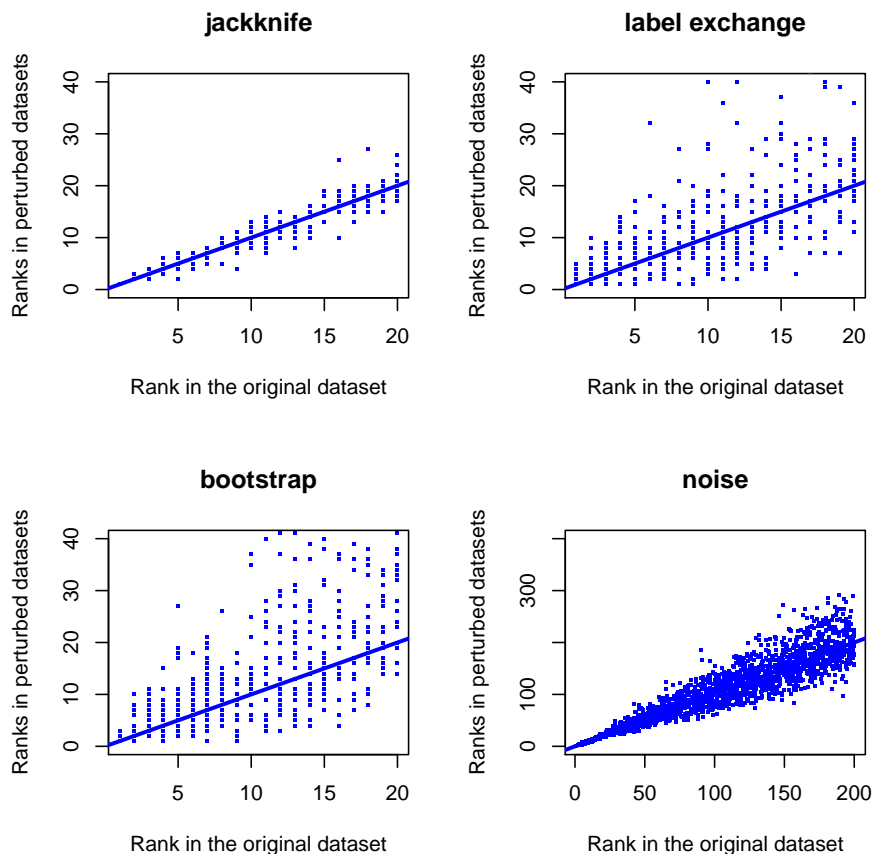 jackknife
Ranks in perturbed datasets
0 10 20 30 40
5 10 15 20
Rank in the original dataset
label exchange
Ranks in perturbed datasets
0 10 20 30 40
5 10 15 20
Rank in the original dataset
bootstrap
Ranks in perturbed datasets
0 10 20 30 40
5 10 15 20
Rank in the original dataset
noise
Ranks in perturbed datasets
0 100 300
0 50 100 150 200
Rank in the original dataset